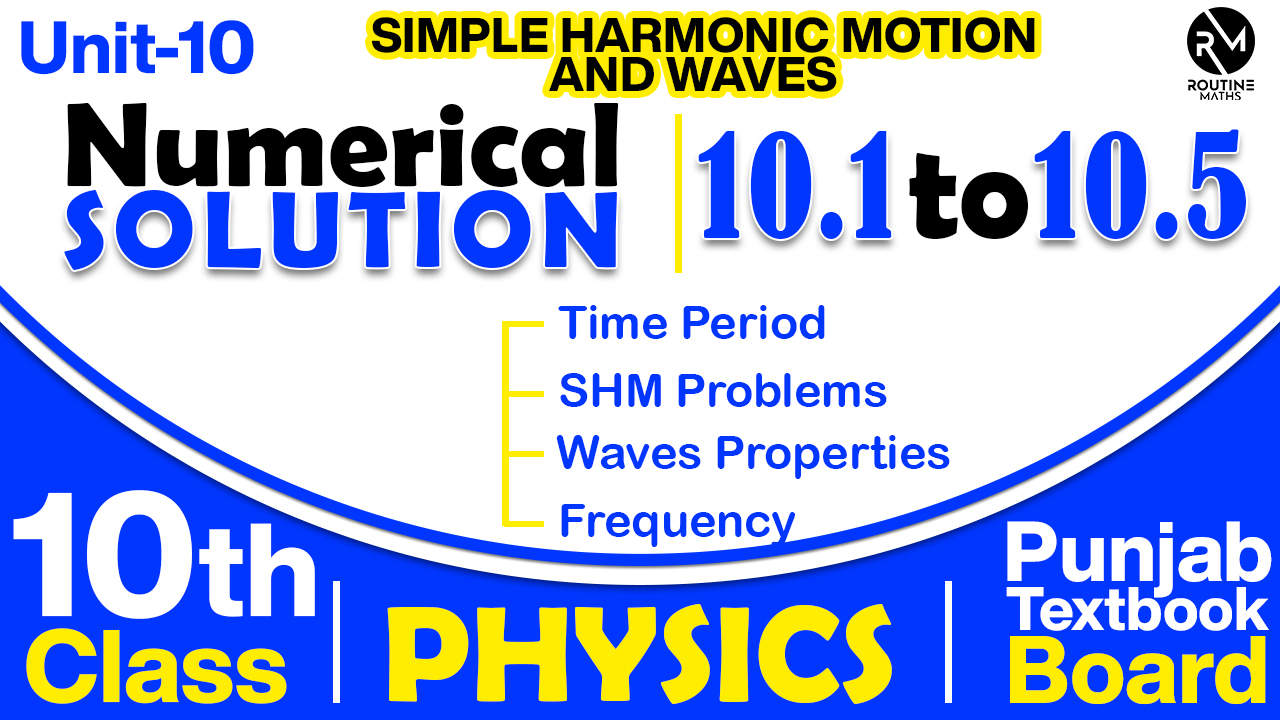 Unit-10
SIMPLE HARMONIC MOTION
AND WAVES
RM
ROUTINE
MATHS
Numerical
SOLUTION
10.1 to 10.5
Time Period
SHM Problems
Waves Properties
Frequency
10th
Class
PHYSICS
Punjab
Textbook
Board